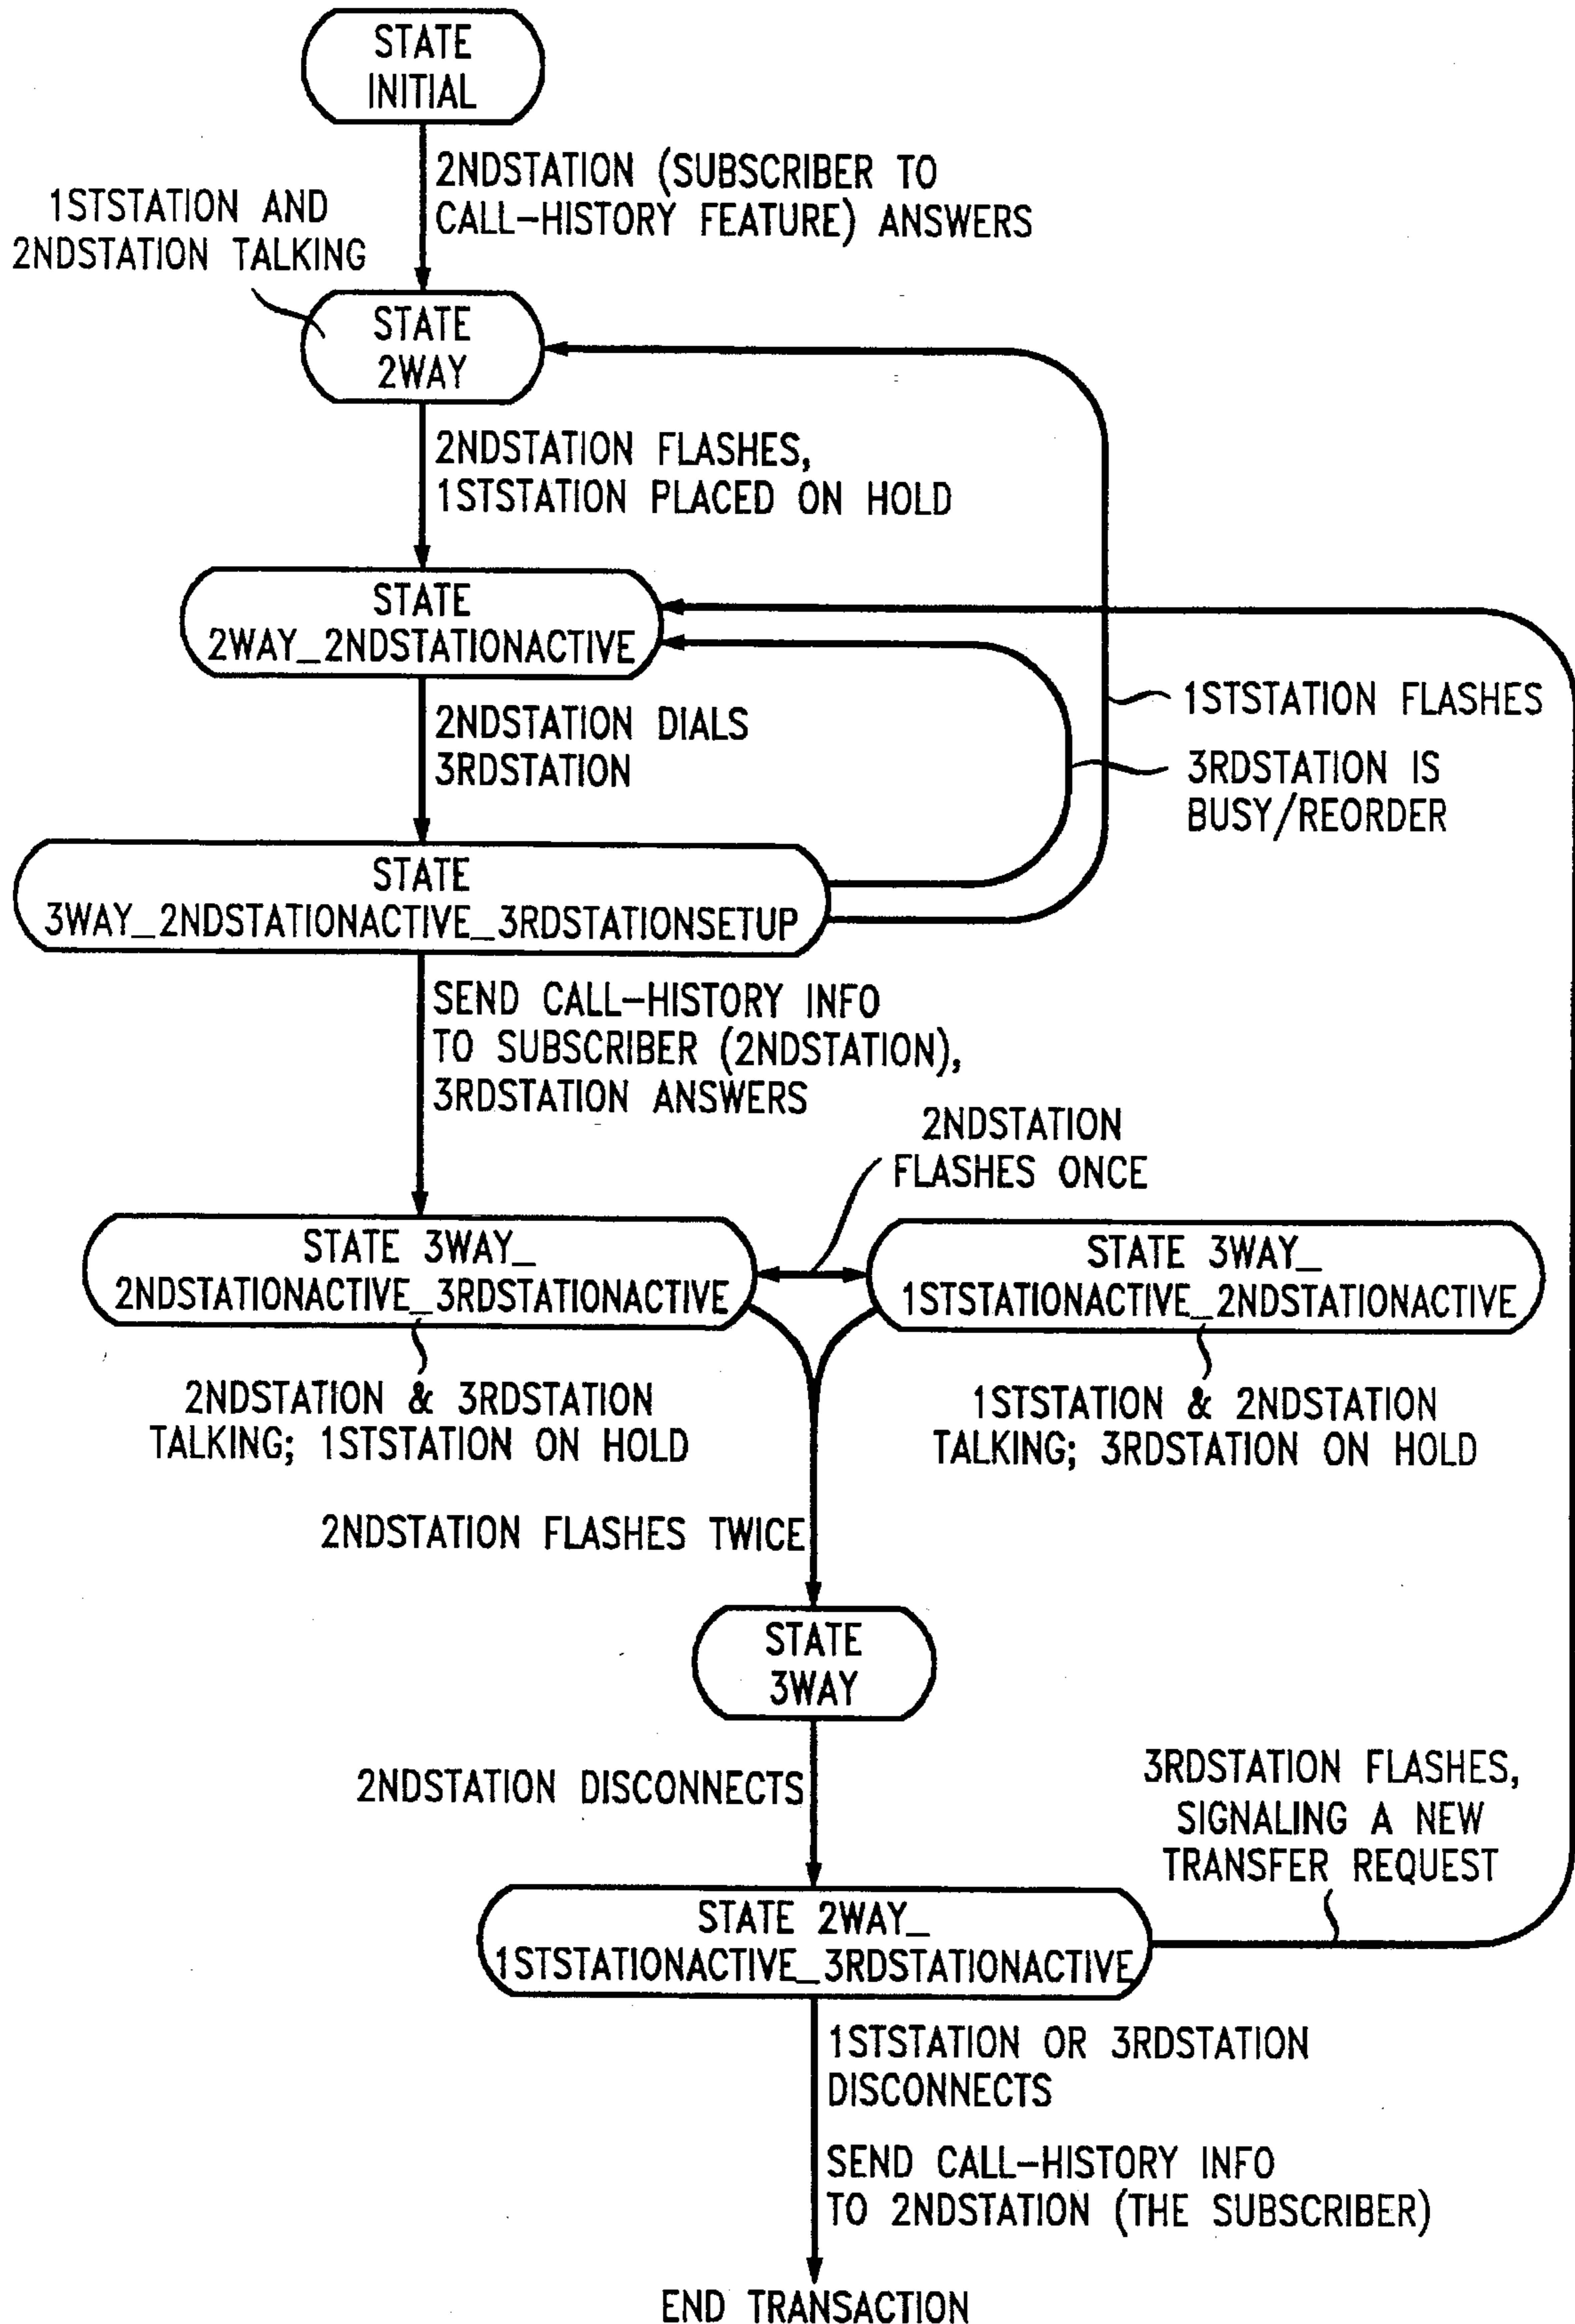 STATE
INITIAL
2NDSTATION (SUBSCRIBER TO
CALL-HISTORY FEATURE) ANSWERS
1STSTATION AND
2NDSTATION TALKING
STATE
2WAY
2NDSTATION FLASHES,
1STSTATION PLACED ON HOLD
STATE
2WAY_2NDSTATIONACTIVE
2NDSTATION DIALS
3RDSTATION
1STSTATION FLASHES
3RDSTATION IS
BUSY/REORDER
STATE
3WAY_2NDSTATIONACTIVE_3RDSTATIONSETUP
SEND CALL-HISTORY INFO
TO SUBSCRIBER (2NDSTATION),
3RDSTATION ANSWERS
2NDSTATION
FLASHES ONCE
STATE 3WAY_
2NDSTATIONACTIVE_3RDSTATIONACTIVE
STATE 3WAY_
1STSTATIONACTIVE_2NDSTATIONACTIVE
2NDSTATION & 3RDSTATION
TALKING; 1STSTATION ON HOLD
1STSTATION & 2NDSTATION
TALKING; 3RDSTATION ON HOLD
2NDSTATION FLASHES TWICE
STATE
3WAY
2NDSTATION DISCONNECTS
3RDSTATION FLASHES,
SIGNALING A NEW
TRANSFER REQUEST
STATE 2WAY_
1STSTATIONACTIVE_3RDSTATIONACTIVE
1STSTATION OR 3RDSTATION
DISCONNECTS
SEND CALL-HISTORY INFO
TO 2NDSTATION (THE SUBSCRIBER)
END TRANSACTION